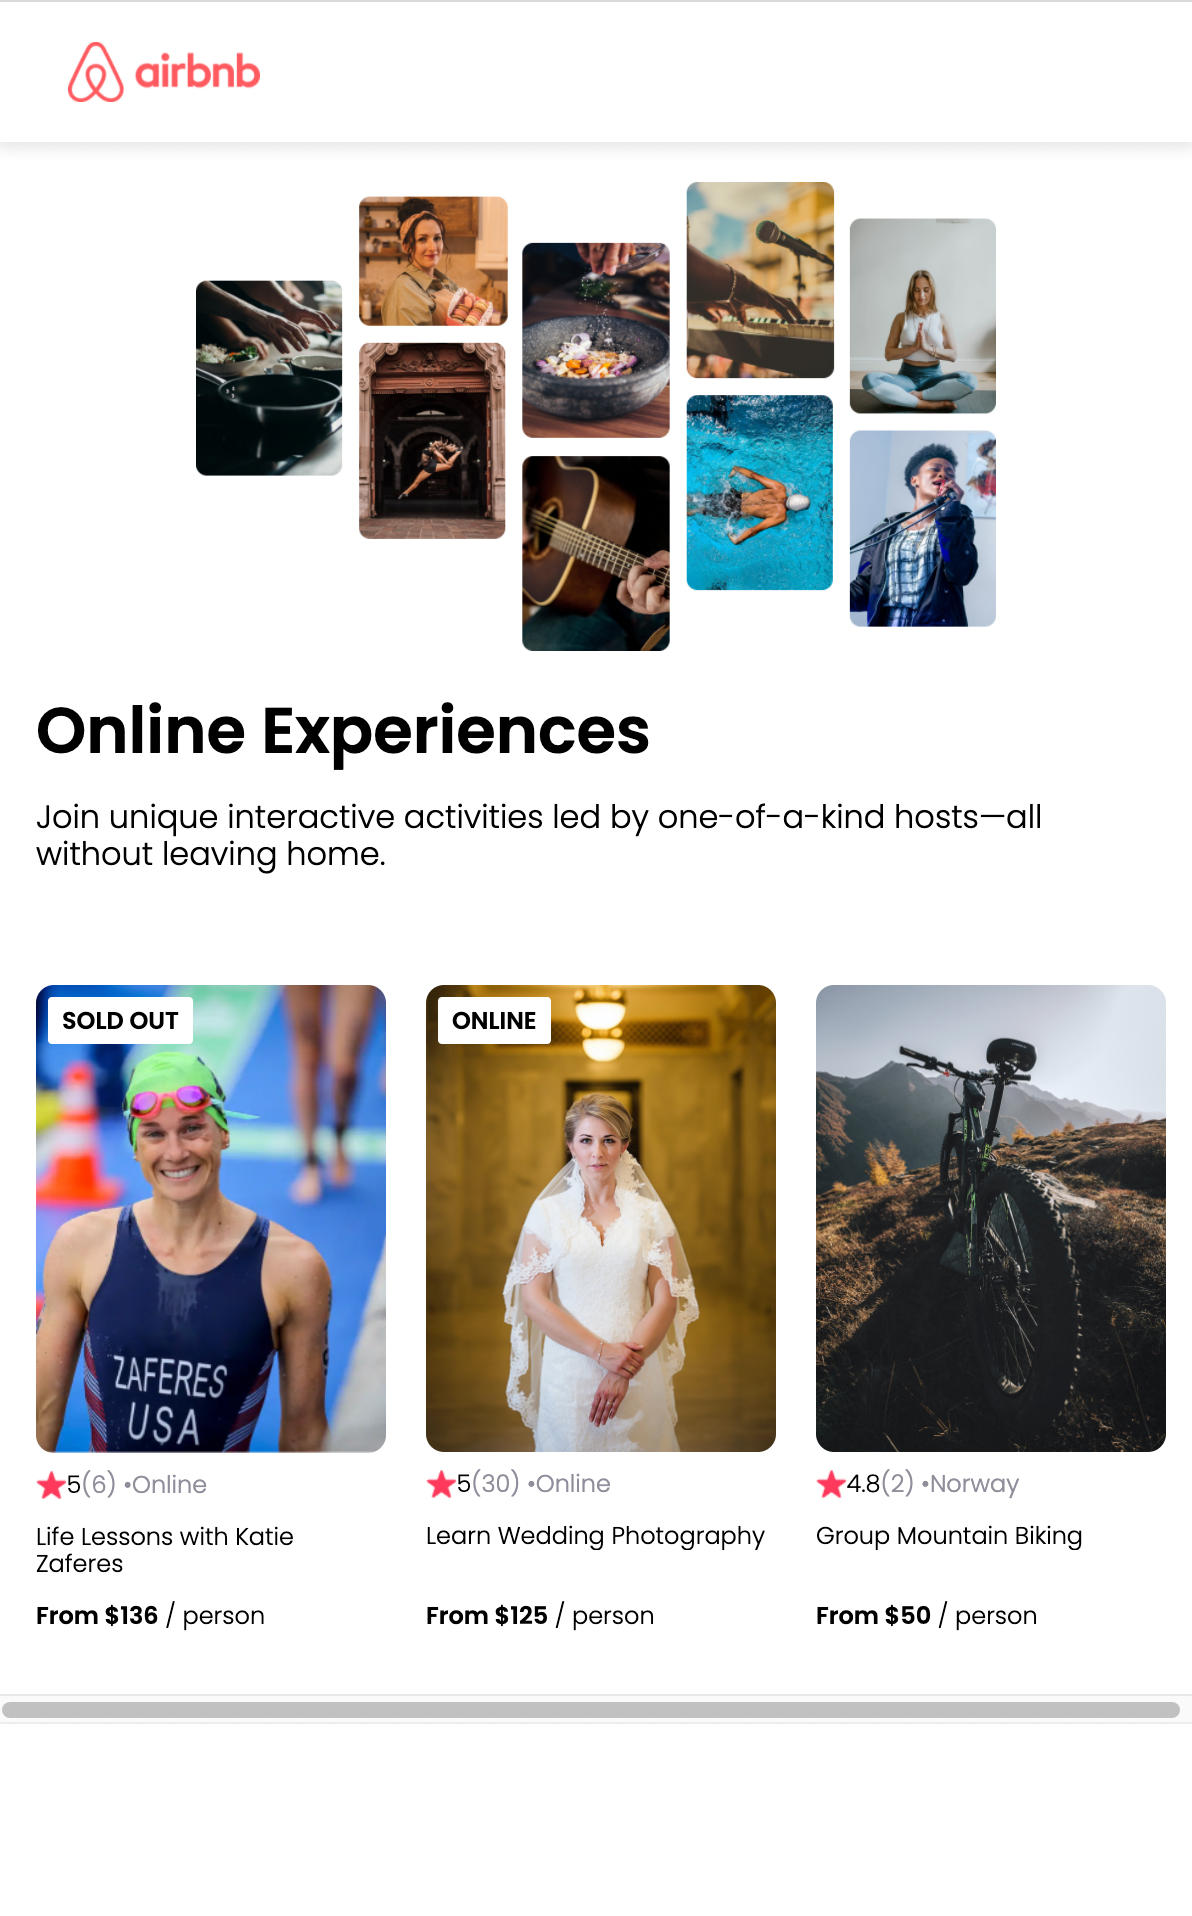 airbnb
Online Experiences
Join unique interactive activities led by one-of-a-kind hosts—all
without leaving home.
SOLD OUT
ZAFERES
USA
5(6) •Online
Life Lessons with Katie
Zaferes
From $136 / person
ONLINE
5(30) •Online
Learn Wedding Photography
From $125 / person
4.8(2) •Norway
Group Mountain Biking
From $50 / person